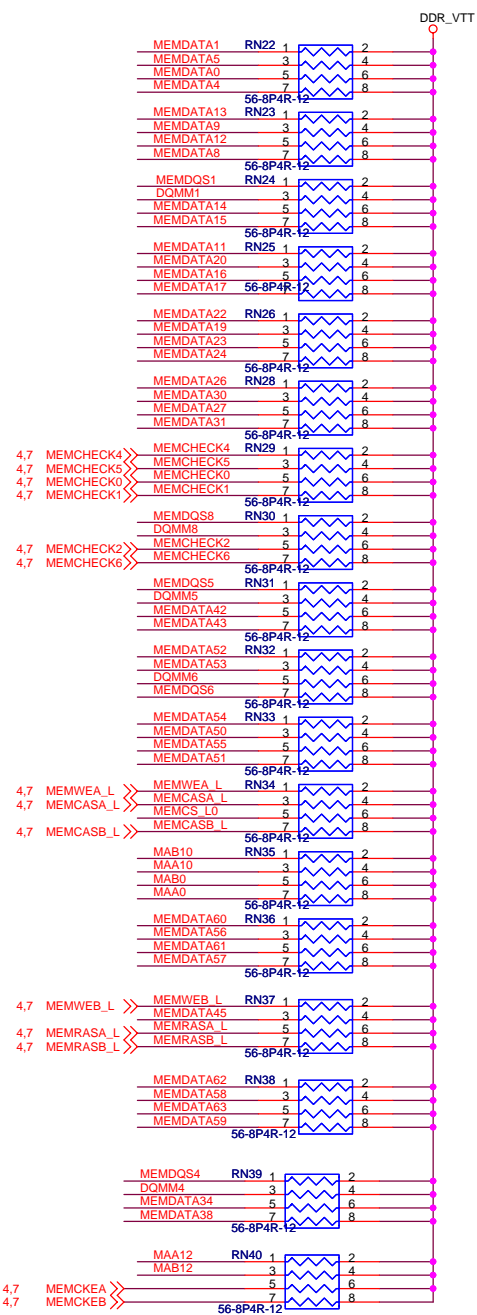 DDR_VTT
MEMDATA1 RN22 1 2
MEMDATA5 3 4
MEMDATA0 5 6
MEMDATA4 7 8
56-8P4R-12
MEMDATA13 RN23 1 2
MEMDATA9 3 4
MEMDATA12 5 6
MEMDATA8 7 8
56-8P4R-12
MEMDQS1 RN24 1 2
DQMM1 3 4
MEMDATA14 5 6
MEMDATA15 7 8
56-8P4R-12
MEMDATA11 RN25 1 2
MEMDATA20 3 4
MEMDATA16 5 6
MEMDATA17 7 8
56-8P4R-12
MEMDATA22 RN26 1 2
MEMDATA19 3 4
MEMDATA23 5 6
MEMDATA24 7 8
56-8P4R-12
MEMDATA26 RN28 1 2
MEMDATA30 3 4
MEMDATA27 5 6
MEMDATA31 7 8
56-8P4R-12
4,7 MEMCHECK4 MEMCHECK4 RN29 1 2
4,7 MEMCHECK5 MEMCHECK5 3 4
4,7 MEMCHECK0 MEMCHECK0 5 6
4,7 MEMCHECK1 MEMCHECK1 7 8
56-8P4R-12
MEMDQS8 RN30 1 2
DQMM8 3 4
4,7 MEMCHECK2 MEMCHECK2 5 6
4,7 MEMCHECK6 MEMCHECK6 7 8
56-8P4R-12
MEMDQS5 RN31 1 2
DQMM5 3 4
MEMDATA42 5 6
MEMDATA43 7 8
56-8P4R-12
MEMDATA52 RN32 1 2
MEMDATA53 3 4
DQMM6 5 6
MEMDQS6 7 8
56-8P4R-12
MEMDATA54 RN33 1 2
MEMDATA50 3 4
MEMDATA55 5 6
MEMDATA51 7 8
56-8P4R-12
4,7 MEMWEA_L MEMWEA_L RN34 1 2
4,7 MEMCASA_L MEMCASA_L 3 4
MEMCS_L0 5 6
4,7 MEMCASB_L MEMCASB_L 7 8
56-8P4R-12
MAB10 RN35 1 2
MAA10 3 4
MAB0 5 6
MAA0 7 8
56-8P4R-12
MEMDATA60 RN36 1 2
MEMDATA56 3 4
MEMDATA61 5 6
MEMDATA57 7 8
56-8P4R-12
4,7 MEMWEB_L MEMWEB_L RN37 1 2
MEMDATA45 3 4
4,7 MEMRASA_L MEMRASA_L 5 6
4,7 MEMRASB_L MEMRASB_L 7 8
56-8P4R-12
MEMDATA62 RN38 1 2
MEMDATA58 3 4
MEMDATA63 5 6
MEMDATA59 7 8
56-8P4R-12
MEMDQS4 RN39 1 2
DQMM4 3 4
MEMDATA34 5 6
MEMDATA38 7 8
56-8P4R-12
MAA12 RN40 1 2
MAB12 3 4
4,7 MEMCKEA 5 6
4,7 MEMCKEB 7 8
56-8P4R-12